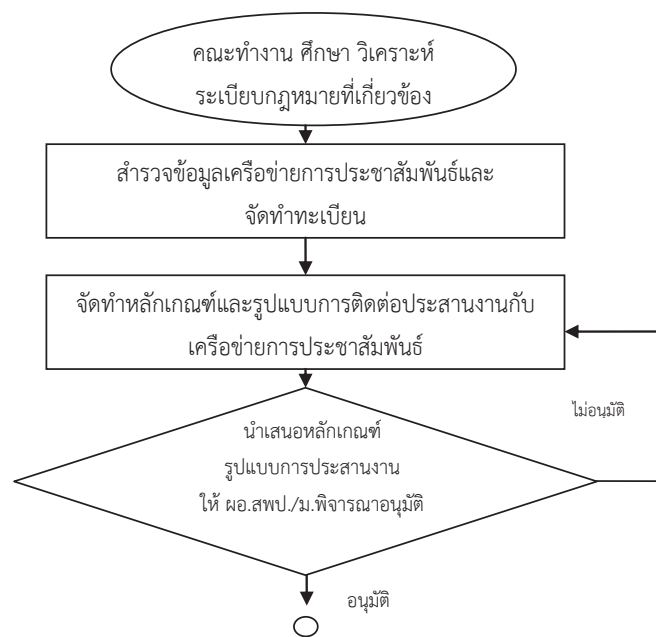 คณะทำงาน ศึกษา วิเคราะห์
ระเบียบกฎหมายที่เกี่ยวข้อง
สำรวจข้อมูลเครือข่ายการประชาสัมพันธ์และ
จัดทำทะเบียน
จัดทำหลักเกณฑ์และรูปแบบการติดต่อประสานงานกับ
เครือข่ายการประชาสัมพันธ์
ไม่อนุมัติ
นำเสนอหลักเกณฑ์
รูปแบบการประสานงาน
ให้ ผอ.สพป./ม.พิจารณาอนุมัติ
อนุมัติ